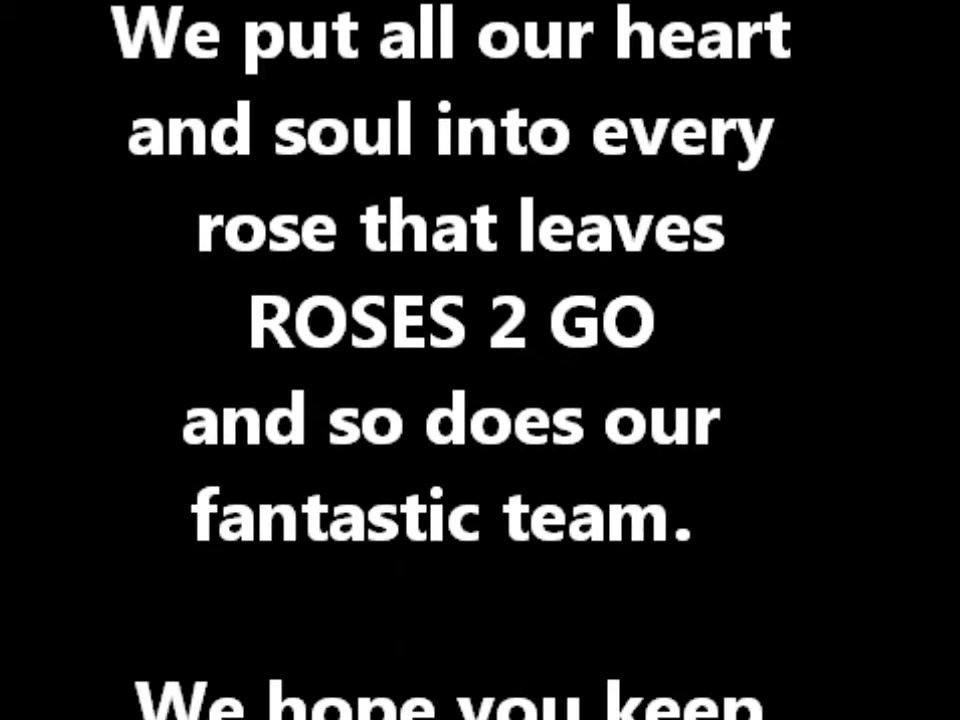 We put all our heart
and soul into every
rose that leaves
ROSES 2 GO
and so does our
fantastic team.
We hope you keep